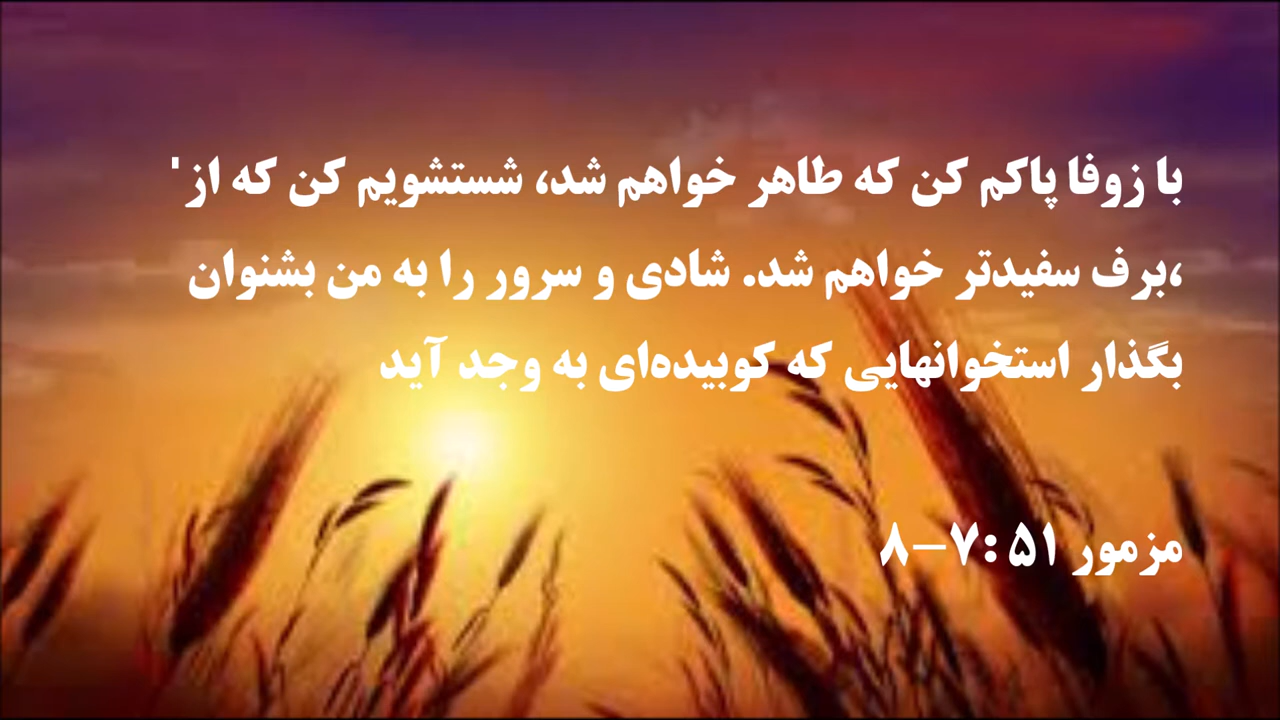 با زوفا پاکم کن که طاهر خواهم شد، شستشویم کن که از'
،برف سفیدتر خواهم شد. شادی و سرور را به من بشنوان
بگذار استخوانهایی که کوبیده‌ای به وجد آید
مزمور ۵۱ :۷-۸